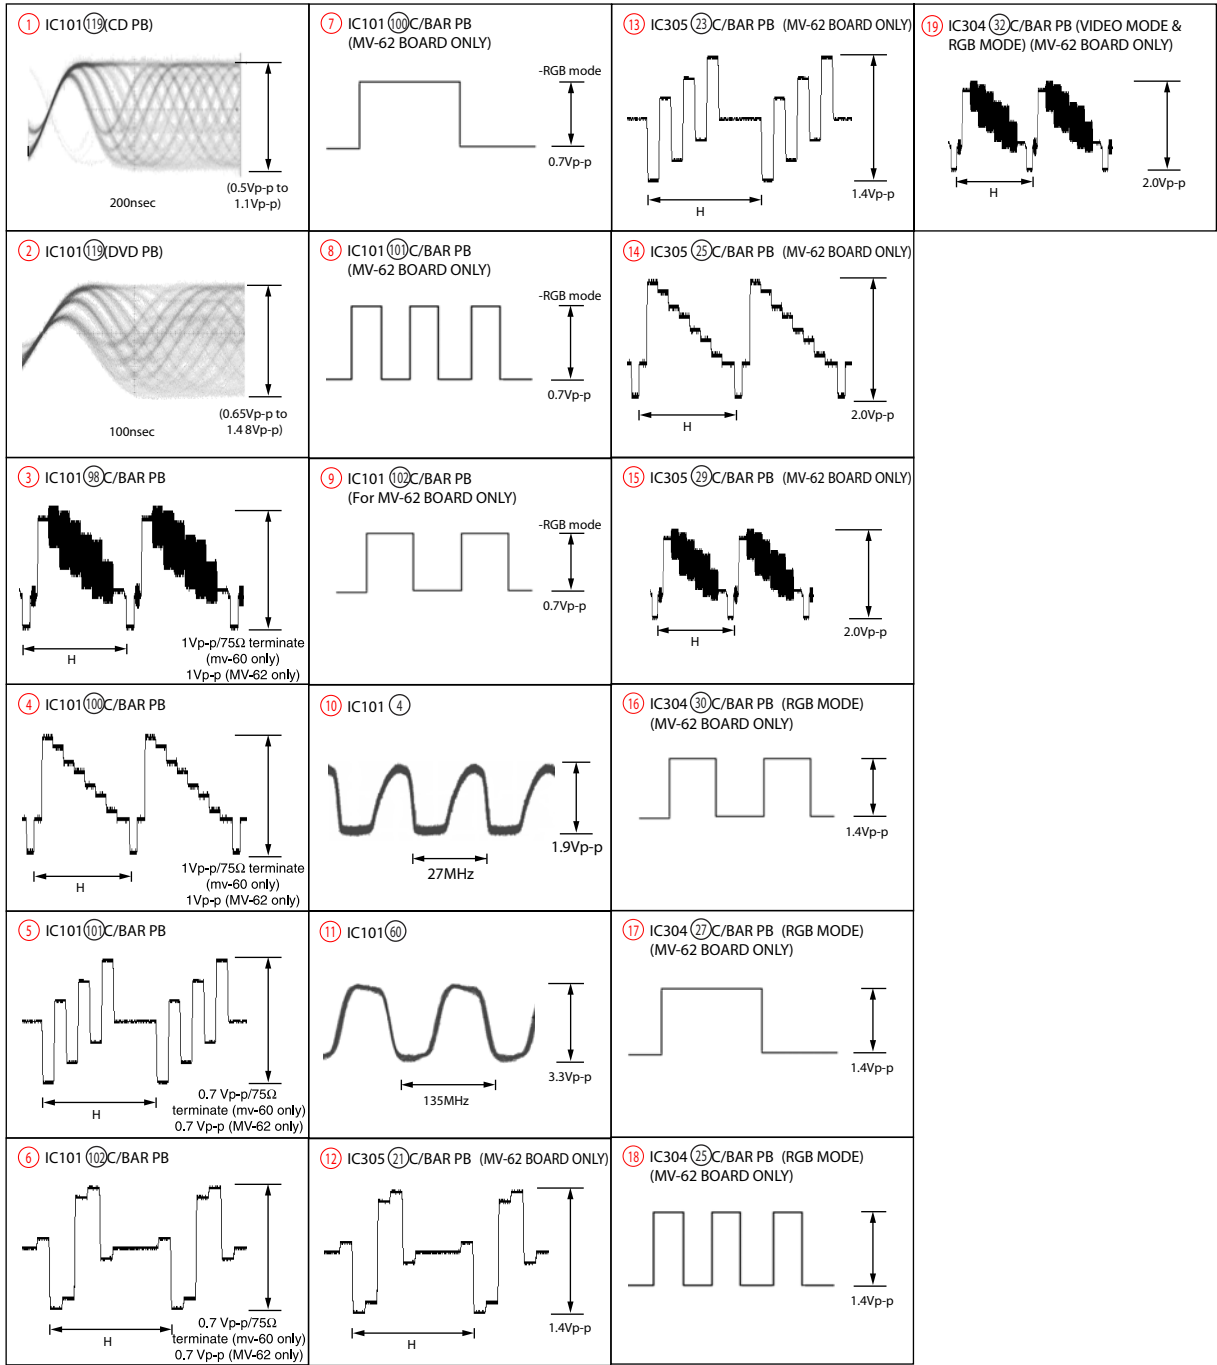 ① IC101 ⑪⑨(CD PB)
200nsec
(0.5Vp-p to
1.1Vp-p)
② IC101 ⑪⑨(DVD PB)
100nsec
(0.65Vp-p to
1.4 8Vp-p)
③ IC101 (98) C/BAR PB
H
1Vp-p/75Ω terminate
(mv-60 only)
1Vp-p (MV-62 only)
④ IC101 (100) C/BAR PB
H
1Vp-p/75Ω terminate
(mv-60 only)
1Vp-p (MV-62 only)
⑤ IC101 (101) C/BAR PB
H
0.7 Vp-p/75Ω
terminate (mv-60 only)
0.7 Vp-p (MV-62 only)
⑥ IC101 (102) C/BAR PB
H
0.7 Vp-p/75Ω
terminate (mv-60 only)
0.7 Vp-p (MV-62 only)
⑦ IC101 (100) C/BAR PB
(MV-62 BOARD ONLY)
-RGB mode
0.7Vp-p
⑧ IC101 (101) C/BAR PB
(MV-62 BOARD ONLY)
-RGB mode
0.7Vp-p
⑨ IC101 (102) C/BAR PB
(For MV-62 BOARD ONLY)
-RGB mode
0.7Vp-p
⑩ IC101 ④
1.9Vp-p
27MHz
⑪ IC101 (60)
3.3Vp-p
135MHz
⑫ IC305 (21) C/BAR PB (MV-62 BOARD ONLY)
1.4Vp-p
H
⑬ IC305 (23) C/BAR PB (MV-62 BOARD ONLY)
1.4Vp-p
H
⑭ IC305 (25) C/BAR PB (MV-62 BOARD ONLY)
2.0Vp-p
H
⑮ IC305 (29) C/BAR PB (MV-62 BOARD ONLY)
2.0Vp-p
H
⑯ IC304 (30) C/BAR PB (RGB MODE)
(MV-62 BOARD ONLY)
1.4Vp-p
⑰ IC304 (27) C/BAR PB (RGB MODE)
(MV-62 BOARD ONLY)
1.4Vp-p
⑱ IC304 (25) C/BAR PB (RGB MODE)
(MV-62 BOARD ONLY)
1.4Vp-p
⑲ IC304 (32) C/BAR PB (VIDEO MODE &
RGB MODE) (MV-62 BOARD ONLY)
2.0Vp-p
H